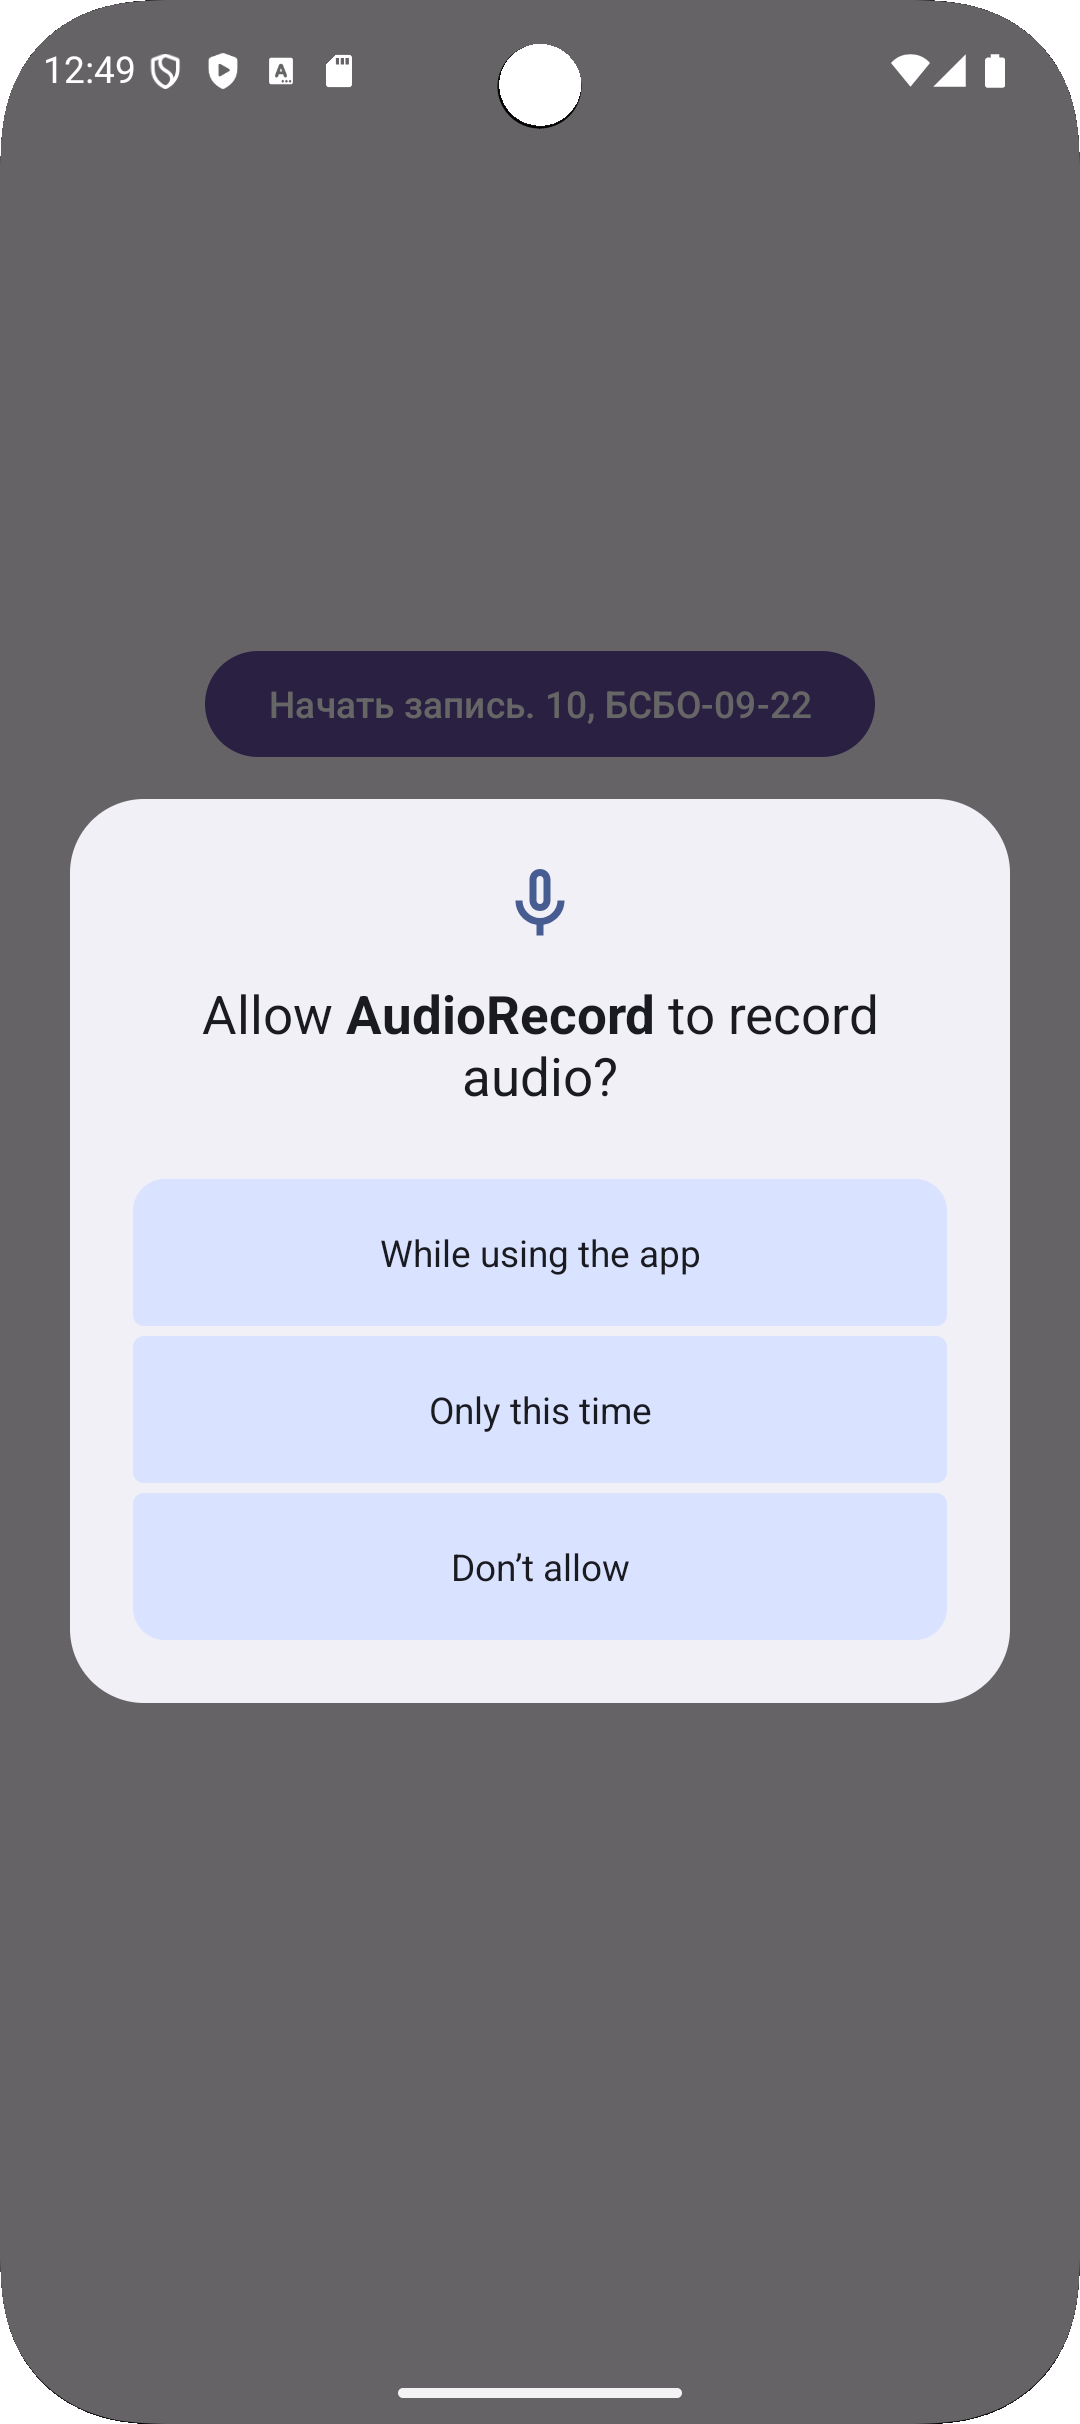 12:49
Начать запись. 10, БСБО-09-22
Allow AudioRecord to record
audio?
While using the app
Only this time
Don’t allow